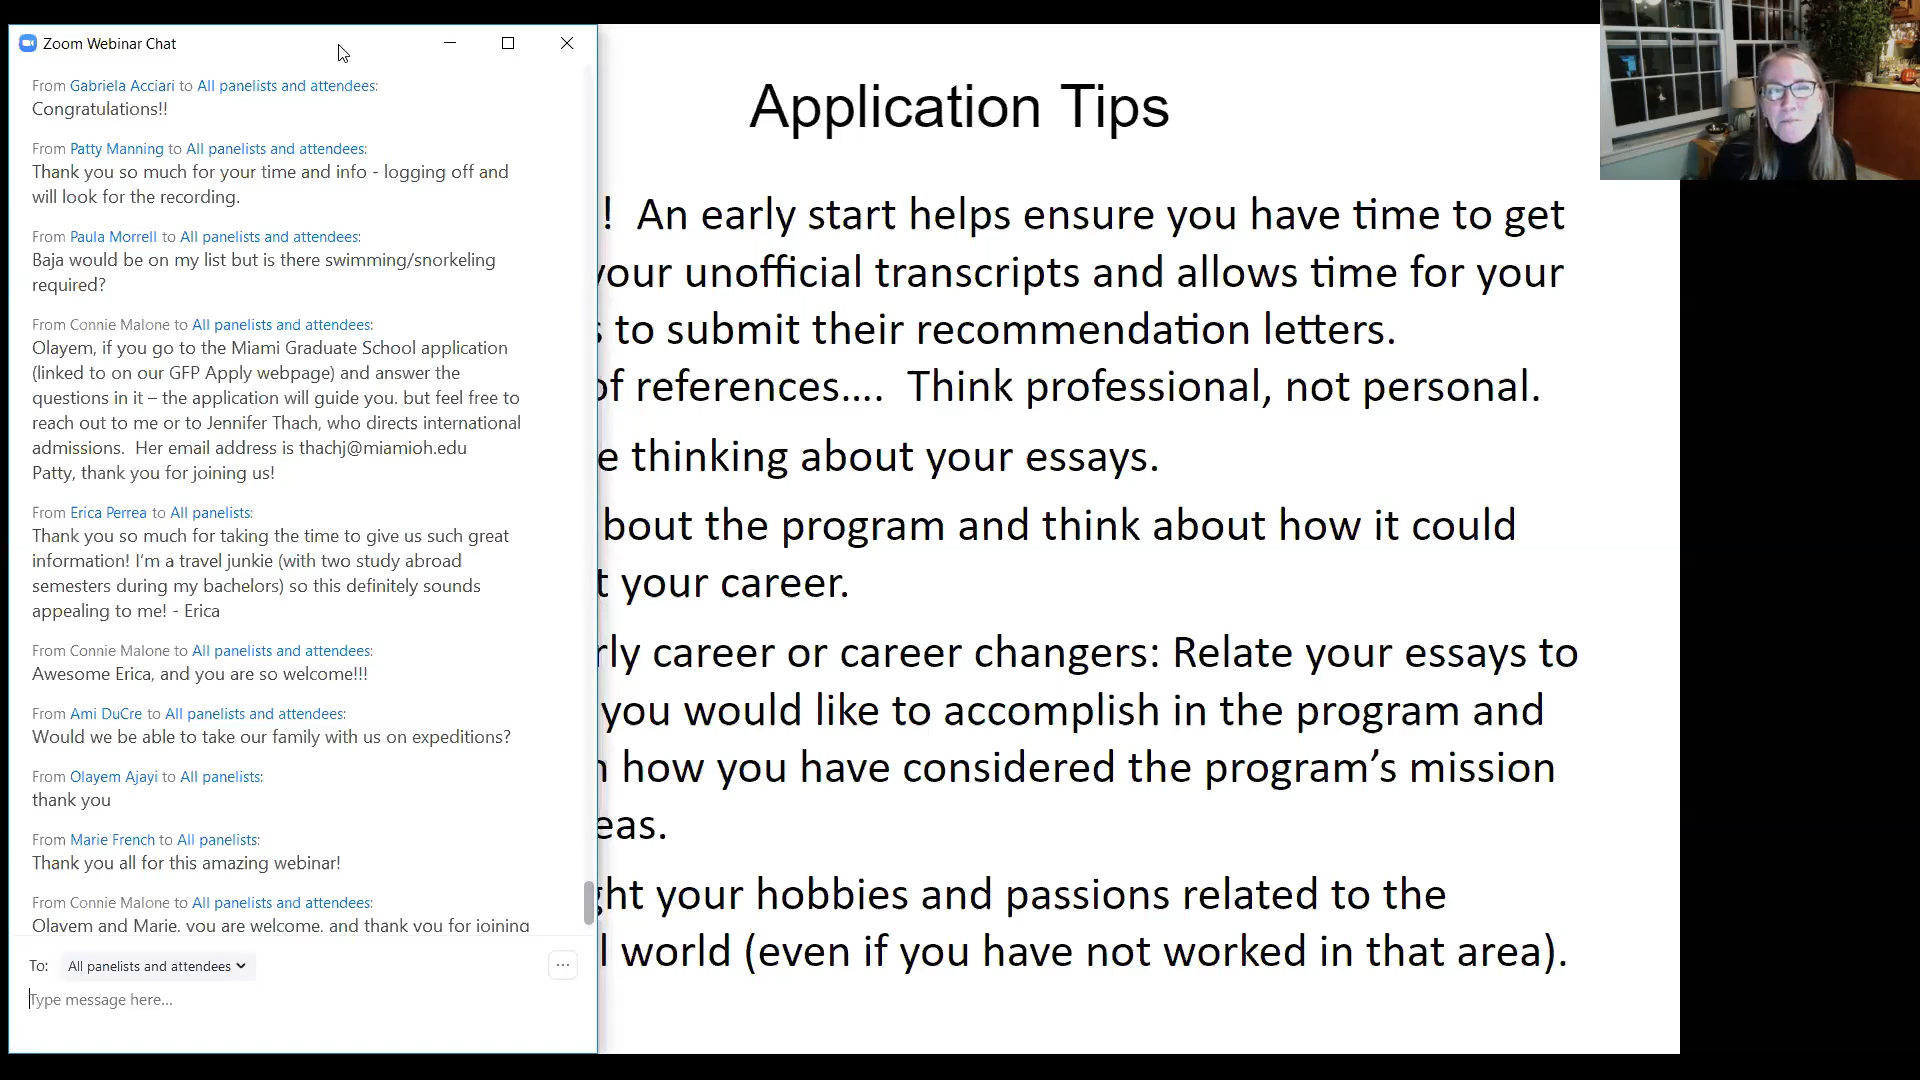 Zoom Webinar Chat
From Gabriela Acciari to All panelists and attendees:
Congratulations!!
From Patty Manning to All panelists and attendees:
Thank you so much for your time and info - logging off and
will look for the recording.
From Paula Morrell to All panelists and attendees:
Baja would be on my list but is there swimming/snorkeling
required?
From Connie Malone to All panelists and attendees:
Olayem, if you go to the Miami Graduate School application
(linked to on our GFP Apply webpage) and answer the
questions in it – the application will guide you. but feel free to
reach out to me or to Jennifer Thach, who directs international
admissions.  Her email address is thachj@miamioh.edu
Patty, thank you for joining us!
From Erica Perrea to All panelists:
Thank you so much for taking the time to give us such great
information! I'm a travel junkie (with two study abroad
semesters during my bachelors) so this definitely sounds
appealing to me! - Erica
From Connie Malone to All panelists and attendees:
Awesome Erica, and you are so welcome!!!
From Ami DuCre to All panelists and attendees:
Would we be able to take our family with us on expeditions?
From Olayem Ajayi to All panelists:
thank you
From Marie French to All panelists:
Thank you all for this amazing webinar!
From Connie Malone to All panelists and attendees:
Olayem and Marie, you are welcome, and thank you for joining
To: All panelists and attendees
Type message here...
Application Tips
! An early start helps ensure you have time to get
your unofficial transcripts and allows time for your
s to submit their recommendation letters.
of references.... Think professional, not personal.
e thinking about your essays.
bout the program and think about how it could
t your career.
rly career or career changers: Relate your essays to
you would like to accomplish in the program and
n how you have considered the program's mission
eas.
ght your hobbies and passions related to the
l world (even if you have not worked in that area).